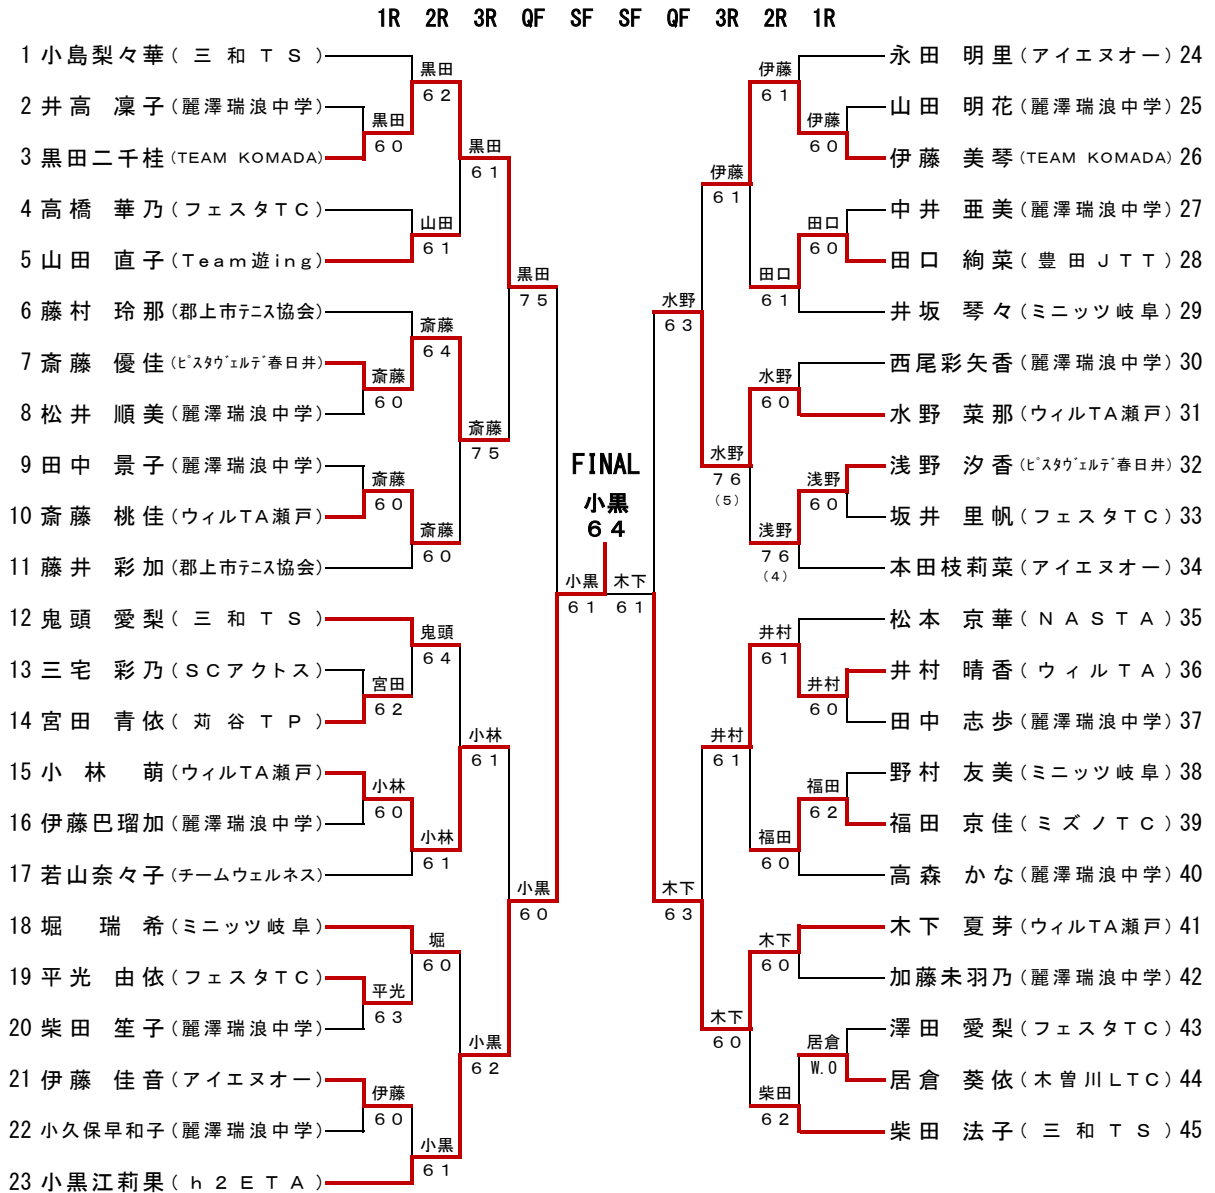 1R 2R 3R QF SF SF QF 3R 2R 1R
1 小島梨々華(三和TS)
2 井高 凜子(麗澤瑞浪中学)
3 黒田二千桂(TEAM KOMADA)
4 高橋 華乃(フェスタTC)
5 山田 直子(Team遊ing)
6 藤村 玲那(郡上市テニス協会)
7 斎藤 優佳(ビスタヴェルデ春日井)
8 松井 順美(麗澤瑞浪中学)
9 田中 景子(麗澤瑞浪中学)
10 斎藤 桃佳(ウィルTA瀬戸)
11 藤井 彩加(郡上市テニス協会)
12 鬼頭 愛梨(三和TS)
13 三宅 彩乃(SCアクトス)
14 宮田 青依(苅谷TP)
15 小林 萌(ウィルTA瀬戸)
16 伊藤巴瑠加(麗澤瑞浪中学)
17 若山奈々子(チームウェルネス)
18 堀 瑞希(ミニッツ岐阜)
19 平光 由依(フェスタTC)
20 柴田 笙子(麗澤瑞浪中学)
21 伊藤 佳音(アイエヌオー)
22 小久保早和子(麗澤瑞浪中学)
23 小黒江莉果(h2ETA)
黒田
60
斎藤
60
斎藤
60
宮田
62
小林
60
平光
63
伊藤
60
黒田
62
山田
61
斎藤
64
斎藤
60
鬼頭
64
小林
61
堀
60
小黒
61
黒田
61
斎藤
75
小林
61
小黒
62
黒田
75
小黒
60
小黒
61
FINAL
小黒
64
木下
61
水野
63
木下
63
伊藤
61
水野
76
(5)
井村
61
木下
60
伊藤
61
田口
61
水野
60
浅野
76
(4)
井村
61
福田
60
木下
60
柴田
62
伊藤
60
田口
60
浅野
60
井村
60
福田
62
居倉
W.0
永田 明里(アイエヌオー) 24
山田 明花(麗澤瑞浪中学) 25
伊藤 美琴(TEAM KOMADA) 26
中井 亜美(麗澤瑞浪中学) 27
田口 絢菜(豊田JTT) 28
井坂 琴々(ミニッツ岐阜) 29
西尾彩矢香(麗澤瑞浪中学) 30
水野 菜那(ウィルTA瀬戸) 31
浅野 汐香(ビスタヴェルデ春日井) 32
坂井 里帆(フェスタTC) 33
本田枝莉菜(アイエヌオー) 34
松本 京華(NASTA) 35
井村 晴香(ウィルTA) 36
田中 志歩(麗澤瑞浪中学) 37
野村 友美(ミニッツ岐阜) 38
福田 京佳(ミズノTC) 39
高森 かな(麗澤瑞浪中学) 40
木下 夏芽(ウィルTA瀬戸) 41
加藤未羽乃(麗澤瑞浪中学) 42
澤田 愛梨(フェスタTC) 43
居倉 葵依(木曽川LTC) 44
柴田 法子(三和TS) 45